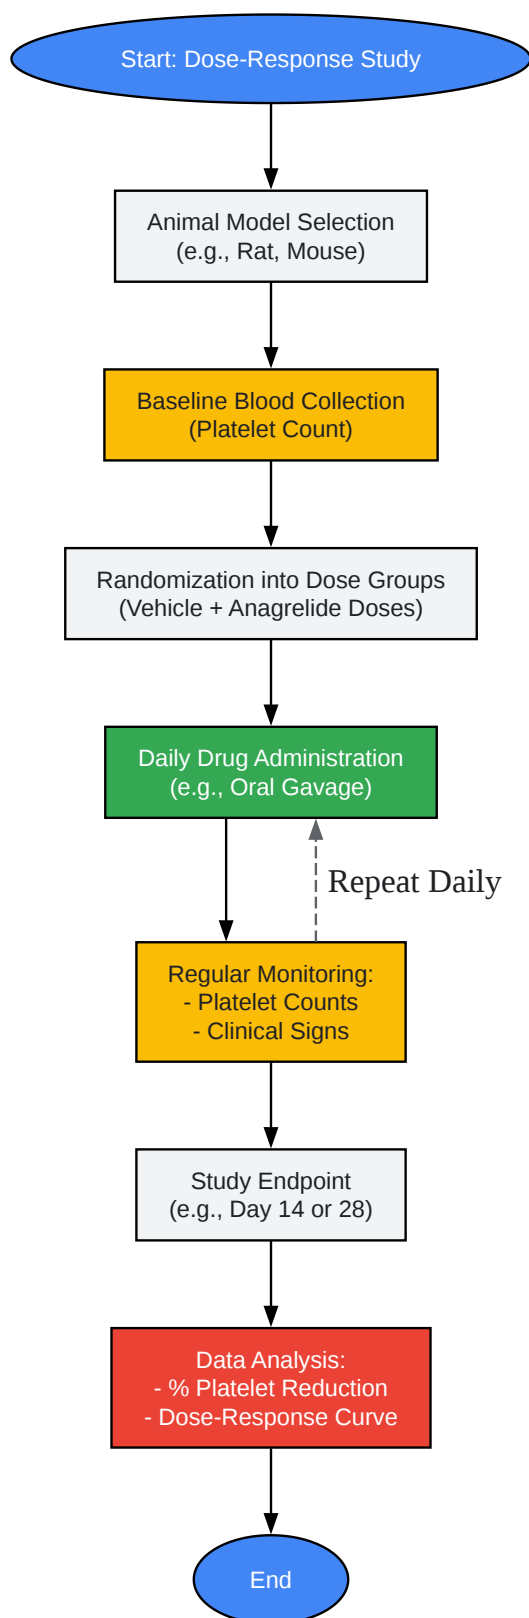 Start: Dose-Response Study
Animal Model Selection
(e.g., Rat, Mouse)
Baseline Blood Collection
(Platelet Count)
Randomization into Dose Groups
(Vehicle + Anagrelide Doses)
Daily Drug Administration
(e.g., Oral Gavage)
Repeat Daily
Regular Monitoring:
- Platelet Counts
- Clinical Signs
Study Endpoint
(e.g., Day 14 or 28)
Data Analysis:
- % Platelet Reduction
- Dose-Response Curve
End